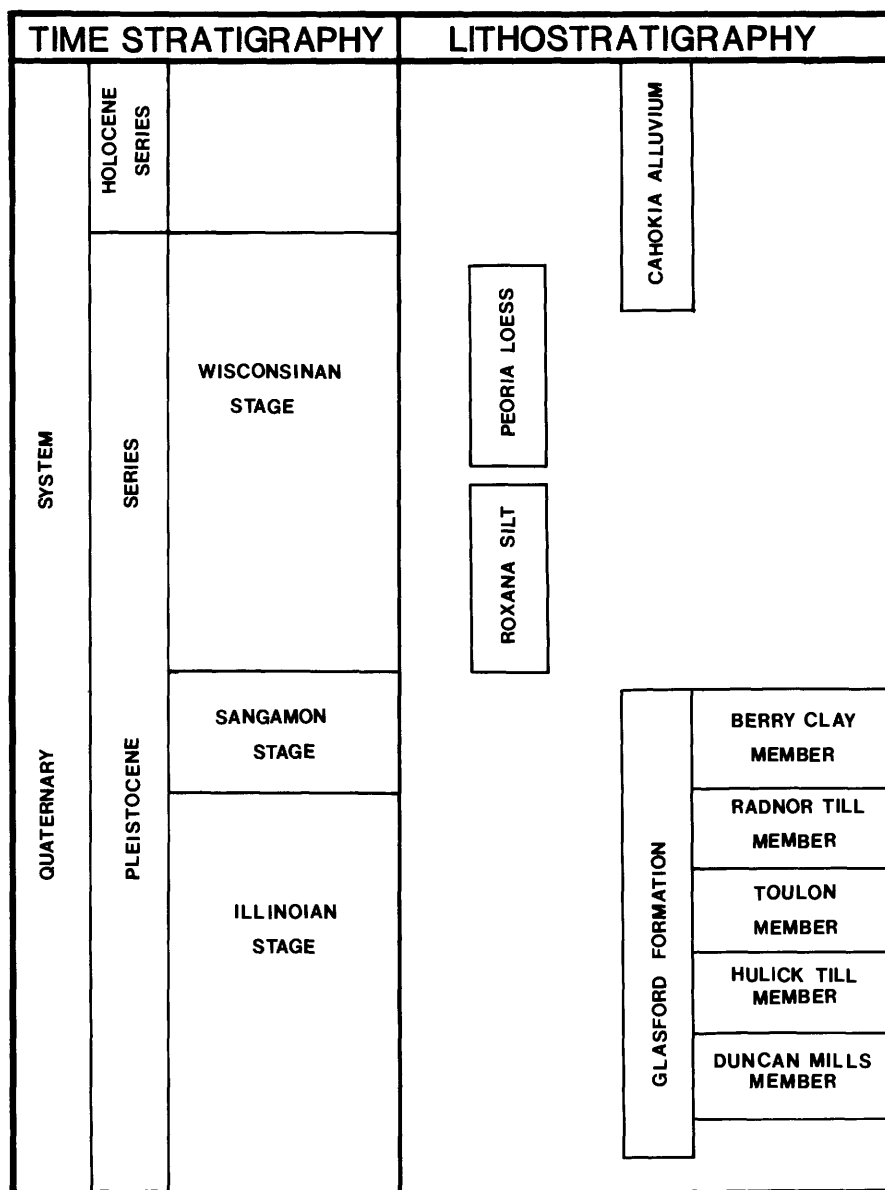 TIME STRATIGRAPHY
LITHOSTRATIGRAPHY
QUATERNARY SYSTEM
HOLOCENE
SERIES
PLEISTOCENE SERIES
WISCONSINAN
STAGE
SANGAMON
STAGE
ILLINOIAN
STAGE
PEORIA LOESS
ROXANA SILT
CAHOKIA ALLUVIUM
GLASFORD FORMATION
BERRY CLAY
MEMBER
RADNOR TILL
MEMBER
TOULON
MEMBER
HULICK TILL
MEMBER
DUNCAN MILLS
MEMBER